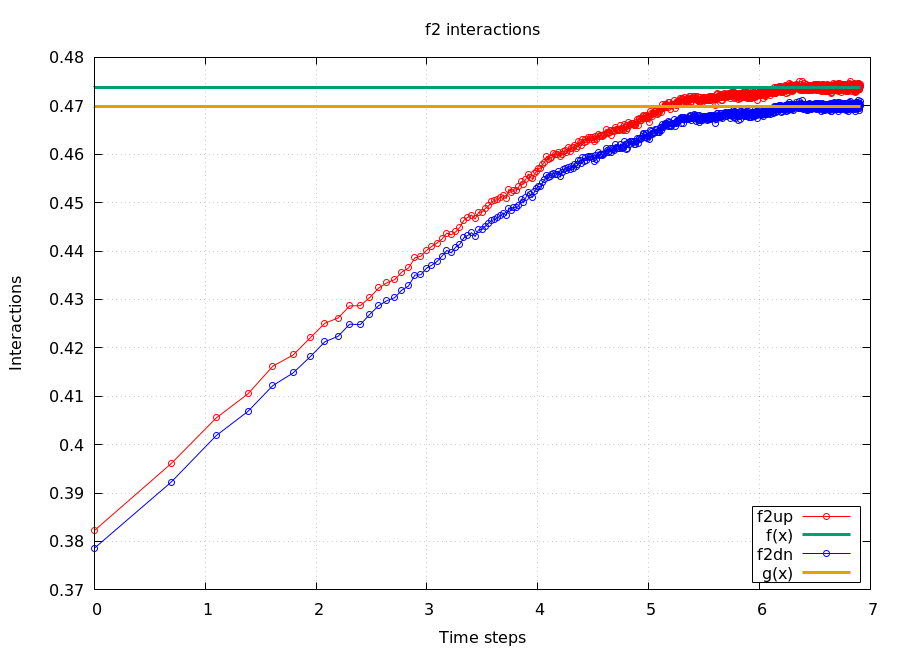 f2 interactions
0.48
0.47
0.46
0.45
0.44
0.43
0.42
0.41
0.4
0.39
0.38
0.37
Interactions
0 1 2 3 4 5 6 7
Time steps
f2up
f(x)
f2dn
g(x)